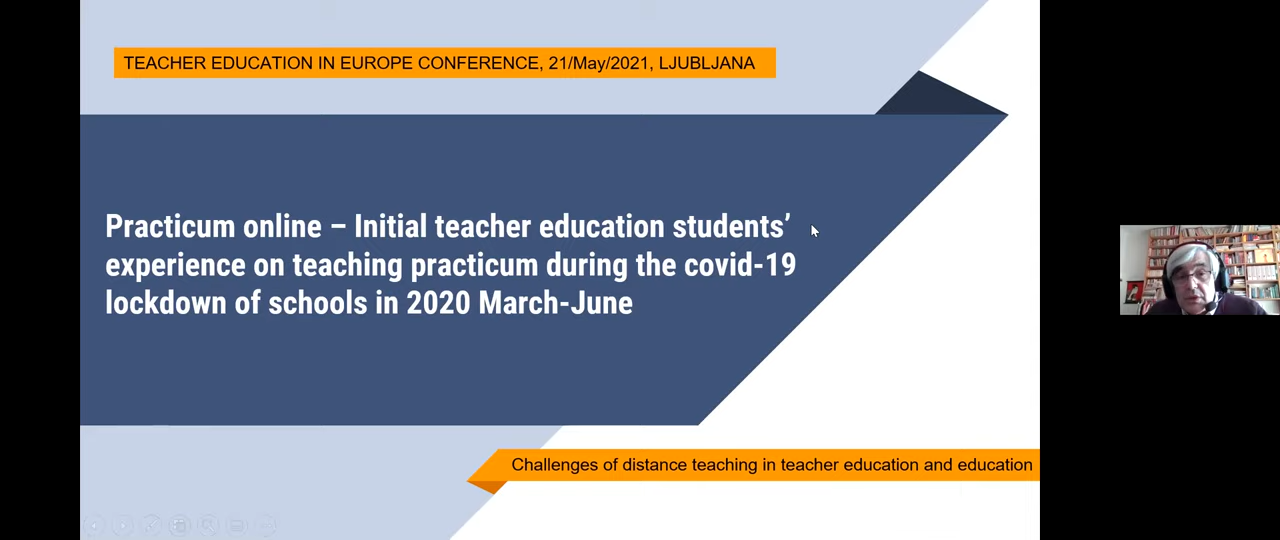 TEACHER EDUCATION IN EUROPE CONFERENCE, 21/May/2021, LJUBLJANA
Practicum online – Initial teacher education students’
experience on teaching practicum during the covid-19
lockdown of schools in 2020 March-June
Challenges of distance teaching in teacher education and education